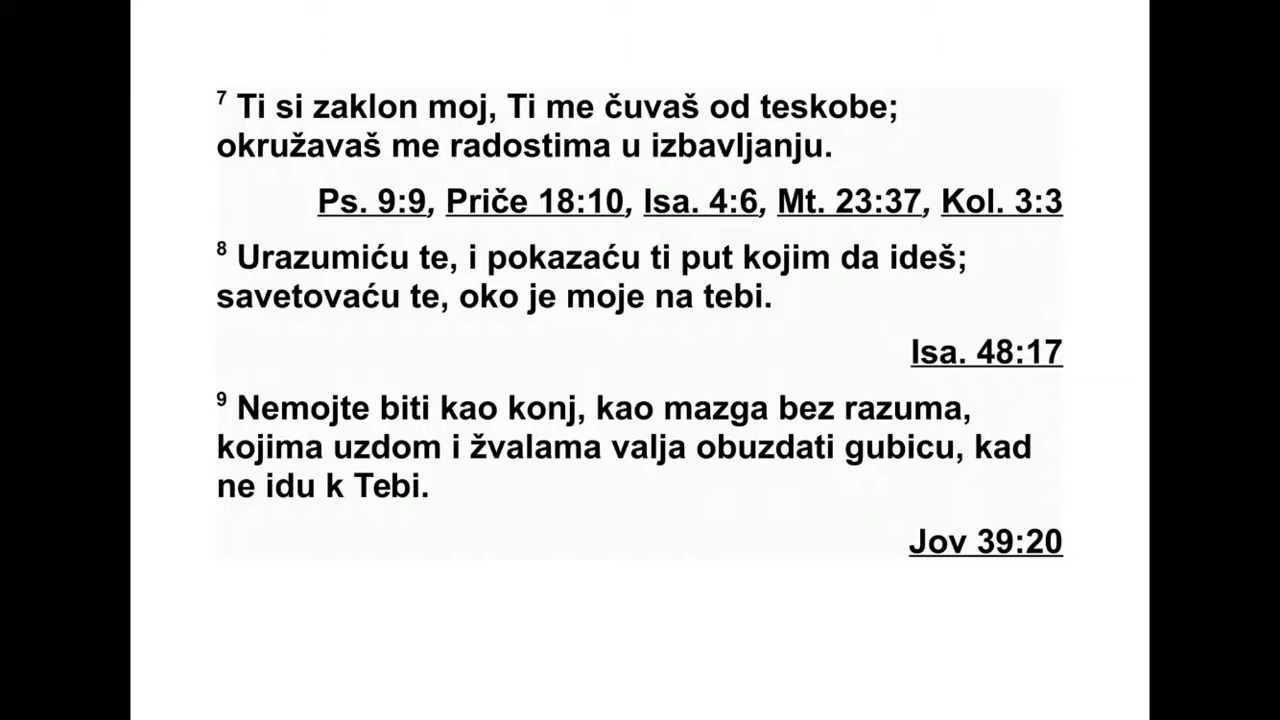 7 Ti si zaklon moj, Ti me čuvaš od teskobe;
okružavaš me radostima u izbavljanju.
Ps. 9:9, Priče 18:10, Isa. 4:6, Mt. 23:37, Kol. 3:3
8 Urazumiću te, i pokazaću ti put kojim da ideš;
savetovaću te, oko je moje na tebi.
Isa. 48:17
9 Nemojte biti kao konj, kao mazga bez razuma,
kojima uzdom i žvalama valja obuzdati gubicu, kad
ne idu k Tebi.
Jov 39:20